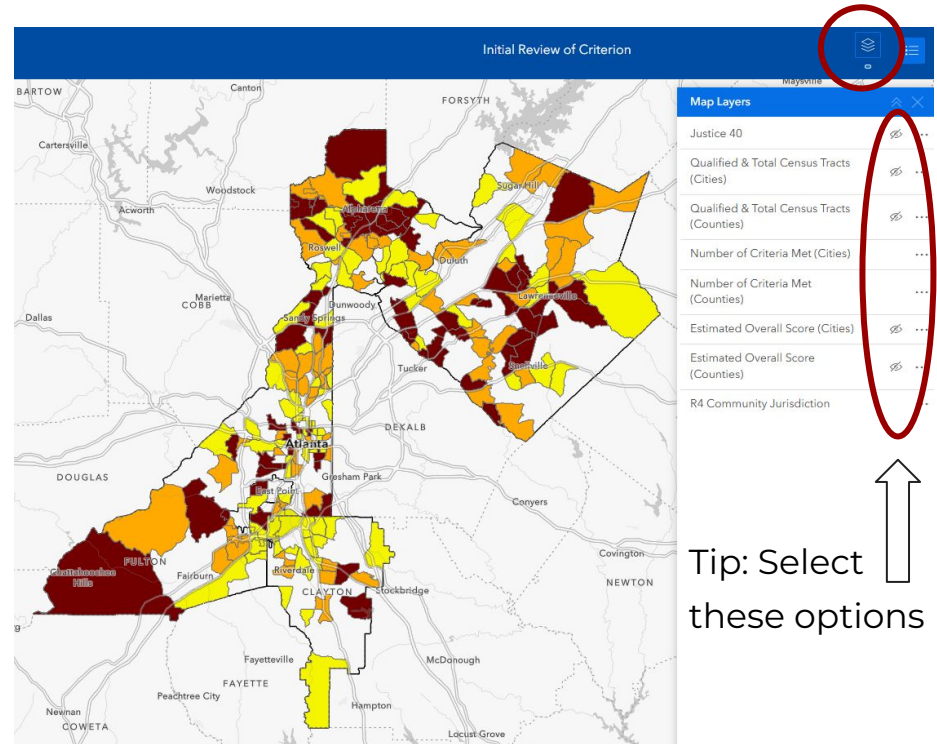 Initial Review of Criterion
Maysville
BARTOW
Canton
FORSYTH
Map Layers
Cartersville
Justice 40
Qualified & Total Census Tracts
(Cities)
Woodstock
Sugar Hill
Acworth
Alpharetta
Qualified & Total Census Tracts
(Counties)
Roswell
Duluth
Number of Criteria Met (Cities)
Number of Criteria Met
(Counties)
Marietta
COBB
Dunwoody
Lawrenceville
Dallas
Sandy Springs
Estimated Overall Score (Cities)
Tucker
Snellville
Estimated Overall Score
(Counties)
R4 Community Jurisdiction
DEKALB
Atlanta
DOUGLAS
Gresham Park
East Point
Conyers
Covington
FULTON
Chattahoochee
Hills
Fairburn
Riverdale
CLAYTON
Stockbridge
NEWTON
Tip: Select
these options
Fayetteville
McDonough
FAYETTE
Peachtree City
Hampton
Newnan
COWETA
Locust Grove